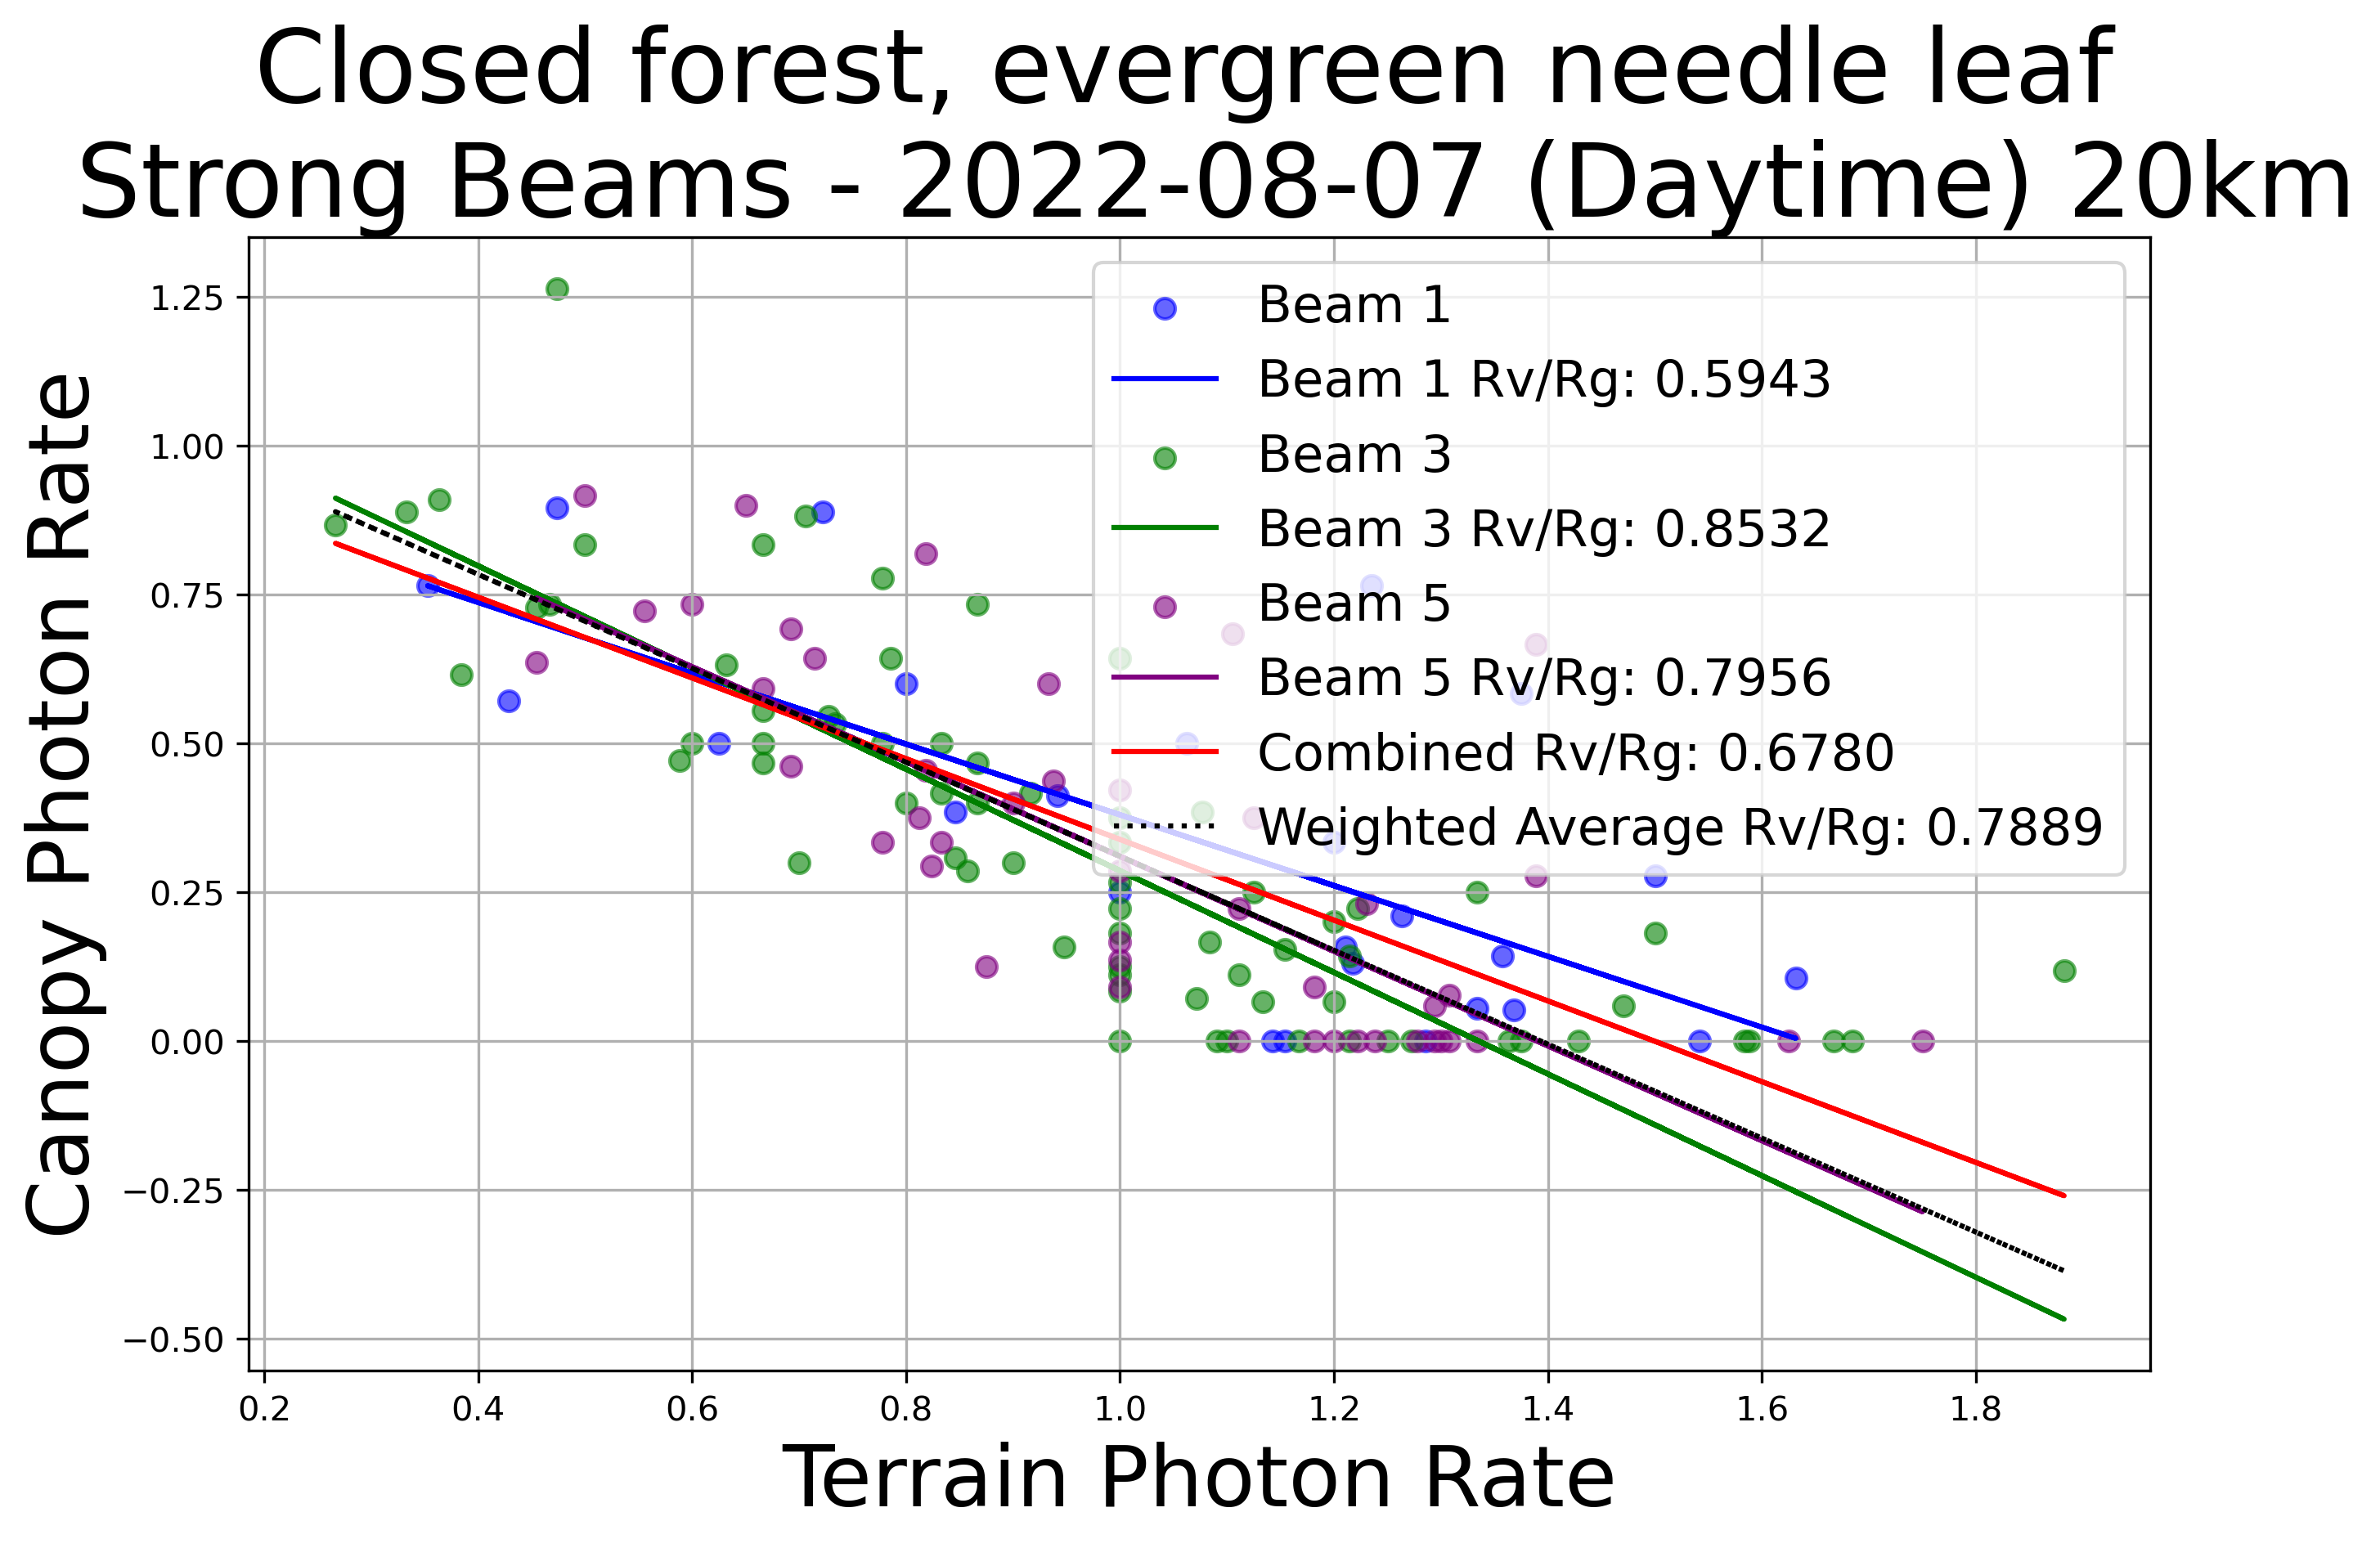 Closed forest, evergreen needle leaf
Strong Beams - 2022-08-07 (Daytime) 20km
Canopy Photon Rate
1.25
1.00
0.75
0.50
0.25
0.00
−0.25
−0.50
Beam 1
Beam 1 Rv/Rg: 0.5943
Beam 3
Beam 3 Rv/Rg: 0.8532
Beam 5
Beam 5 Rv/Rg: 0.7956
Combined Rv/Rg: 0.6780
Weighted Average Rv/Rg: 0.7889
0.2 0.4 0.6 0.8 1.0 1.2 1.4 1.6 1.8
Terrain Photon Rate